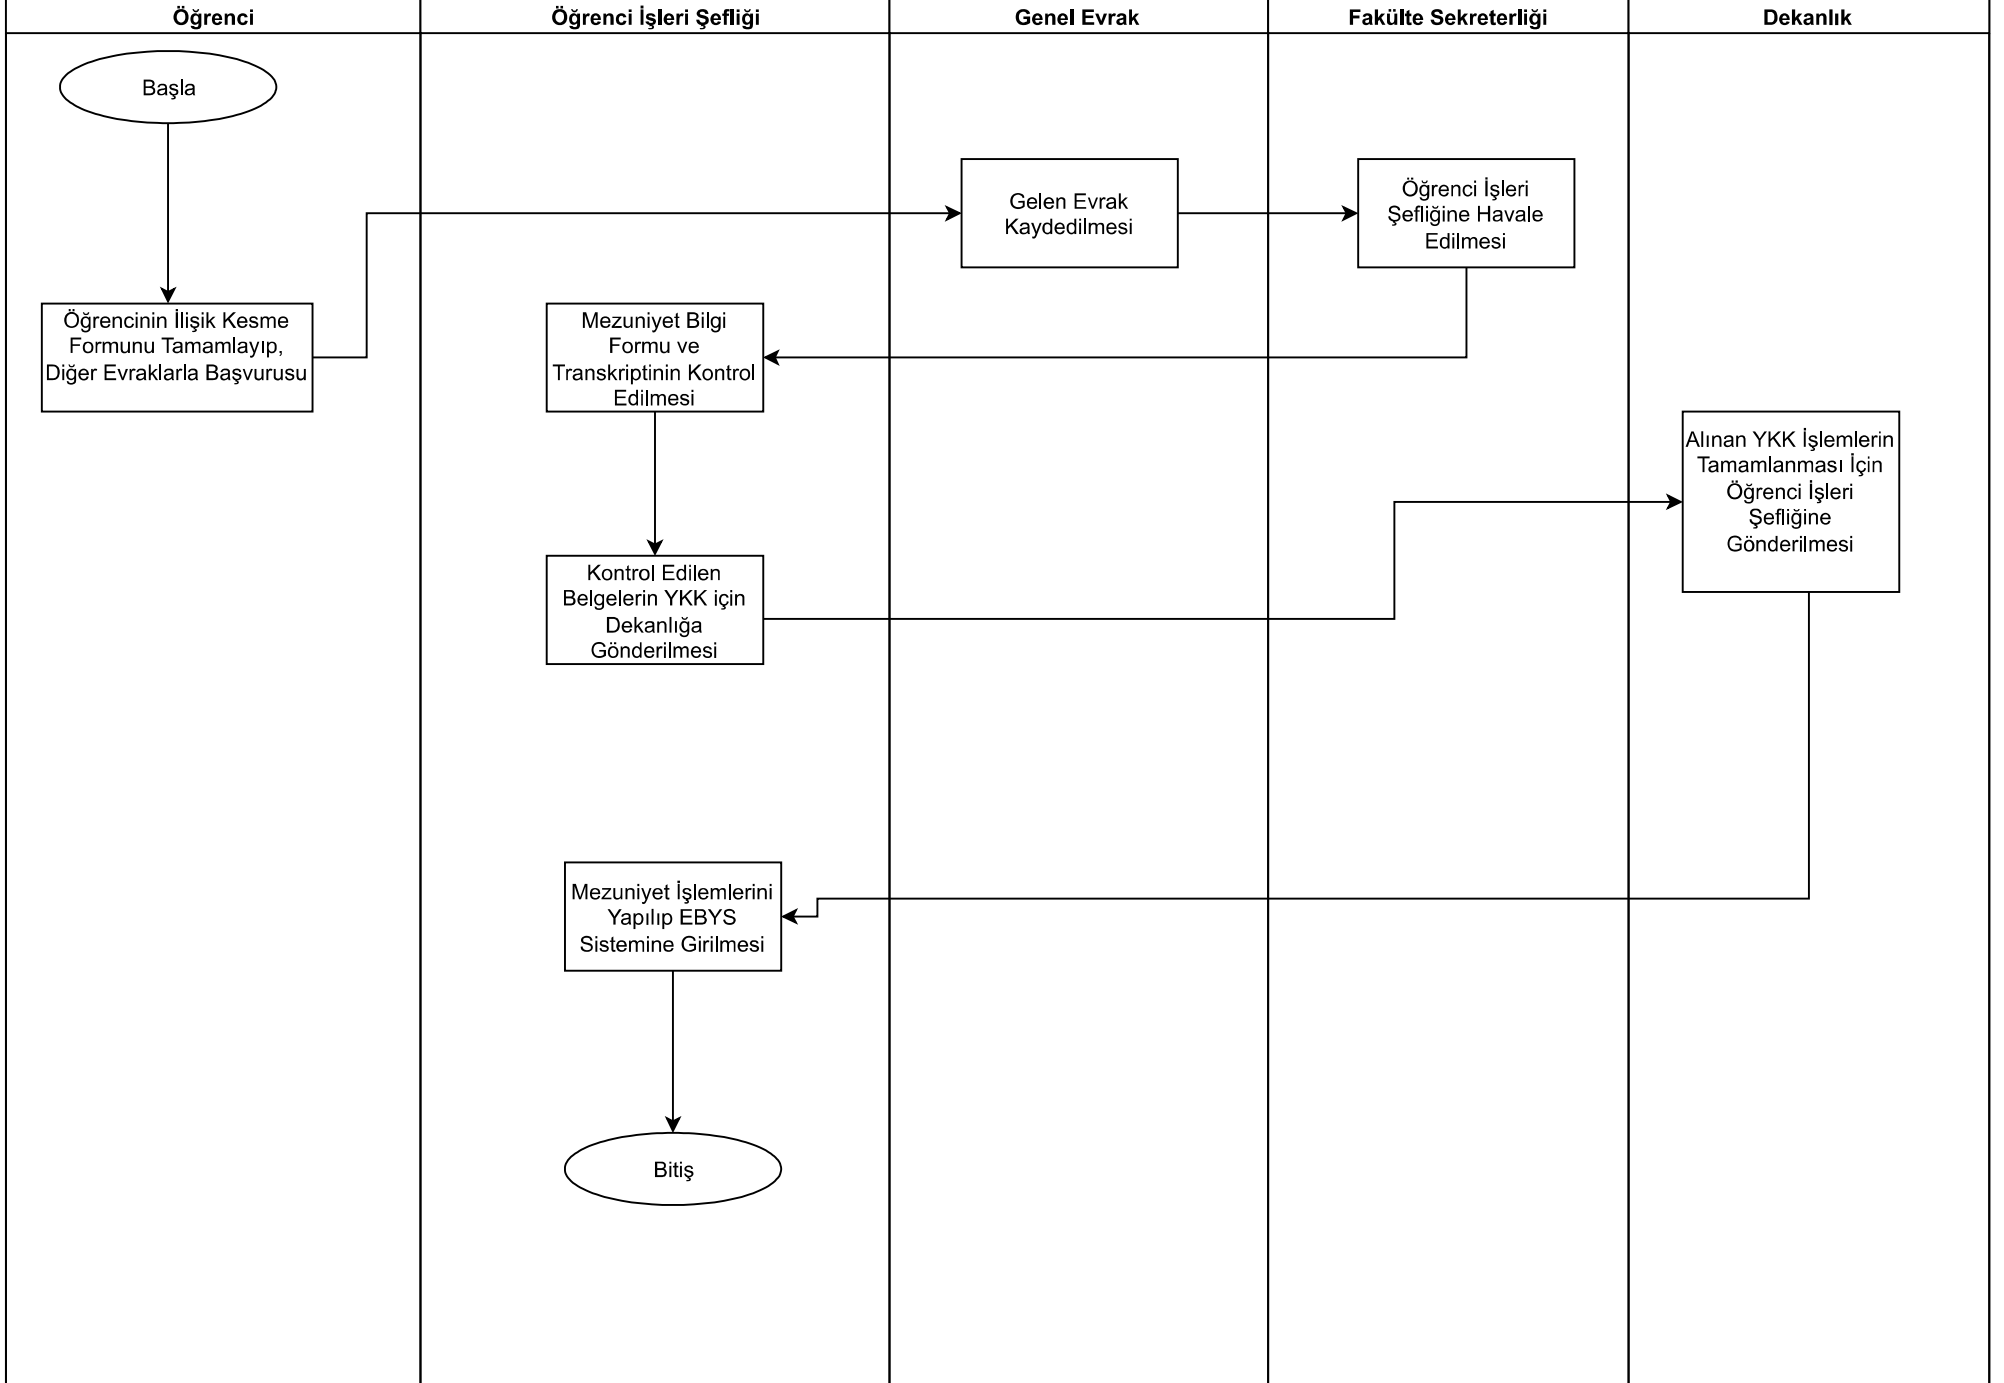 Öğrenci
Öğrenci İşleri Şefliği
Genel Evrak
Fakülte Sekreterliği
Dekanlık
Başla
Öğrencinin İlişik Kesme
Formunu Tamamlayıp,
Diğer Evraklarla Başvurusu
Gelen Evrak
Kaydedilmesi
Öğrenci İşleri
Şefliğine Havale
Edilmesi
Mezuniyet Bilgi
Formu ve
Transkriptinin Kontrol
Edilmesi
Kontrol Edilen
Belgelerin YKK için
Dekanlığa
Gönderilmesi
Alınan YKK İşlemlerin
Tamamlanması İçin
Öğrenci İşleri
Şefliğine
Gönderilmesi
Mezuniyet İşlemlerini
Yapılıp EBYS
Sistemine Girilmesi
Bitiş